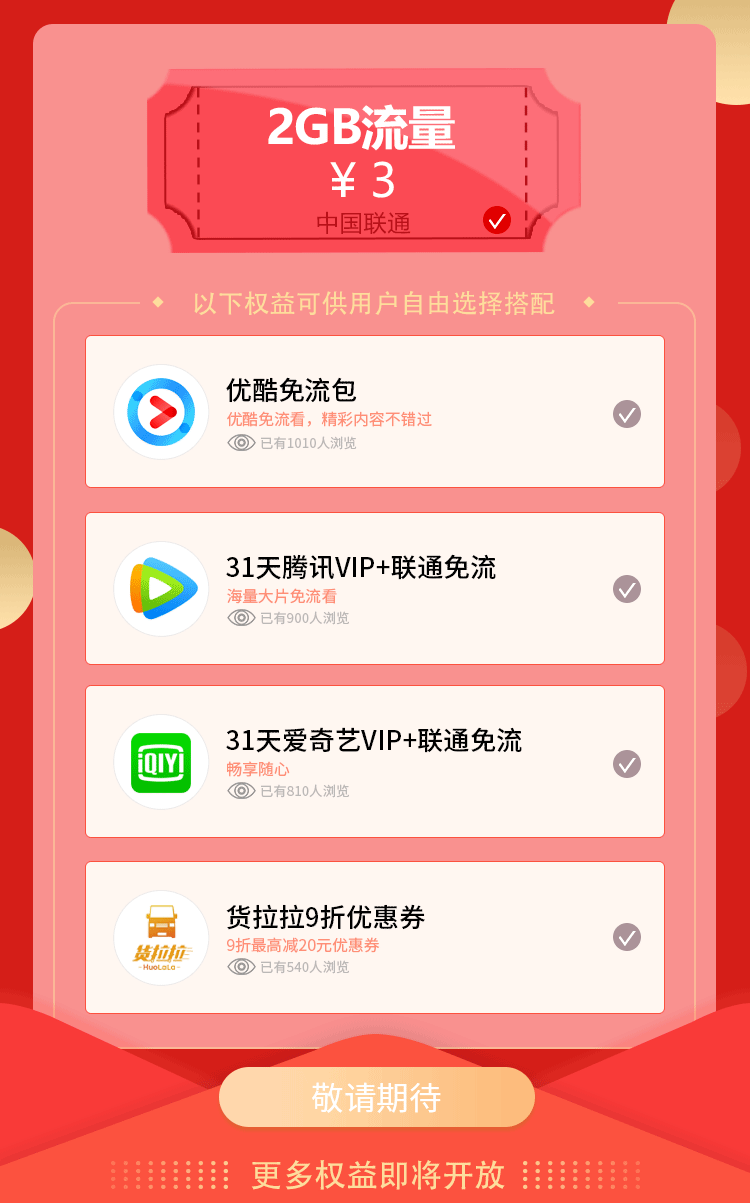 2GB流量
¥ 3
中国联通
以下权益可供用户自由选择搭配
优酷免流包
优酷免流看，精彩内容不错过
已有1010人浏览
31天腾讯VIP+联通免流
海量大片免流看
已有900人浏览
31天爱奇艺VIP+联通免流
iQIYI
畅享随心
已有810人浏览
货拉拉9折优惠券
9折最高减20元优惠券
货拉拉
HuoLaLa
已有540人浏览
敬请期待
更多权益即将开放